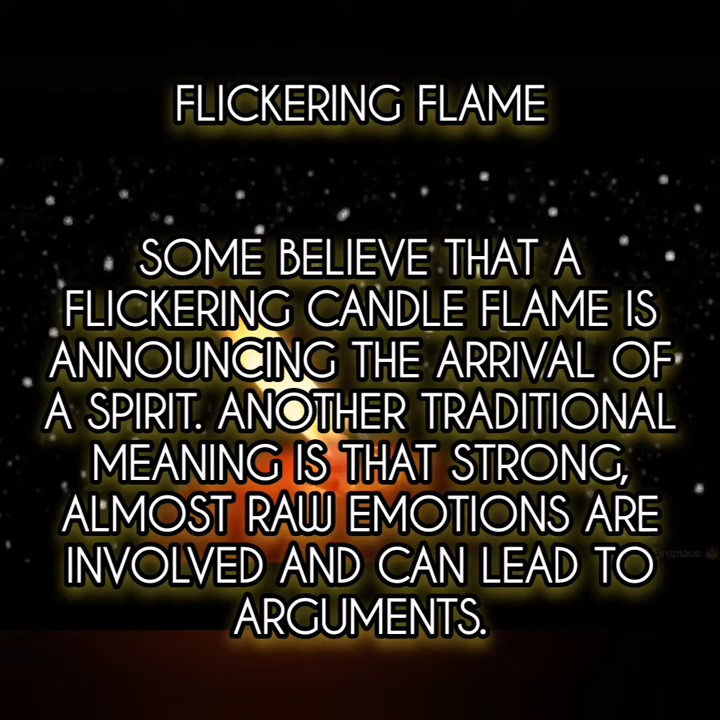 FLICKERING FLAME
SOME BELIEVE THAT A
FLICKERING CANDLE FLAME IS
ANNOUNCING THE ARRIVAL OF
A SPIRIT. ANOTHER TRADITIONAL
MEANING IS THAT STRONG,
ALMOST RAW EMOTIONS ARE
INVOLVED AND CAN LEAD TO
ARGUMENTS.